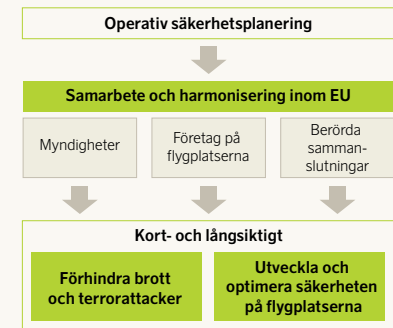 Operativ säkerhetsplanering
Samarbete och harmonisering inom EU
Myndigheter
Företag på
flygplatserna
Berörda
samman-
slutningar
Kort- och långsiktigt
Förhindra brott
och terrorattacker
Utveckla och
optimera säkerheten
på flygplatserna